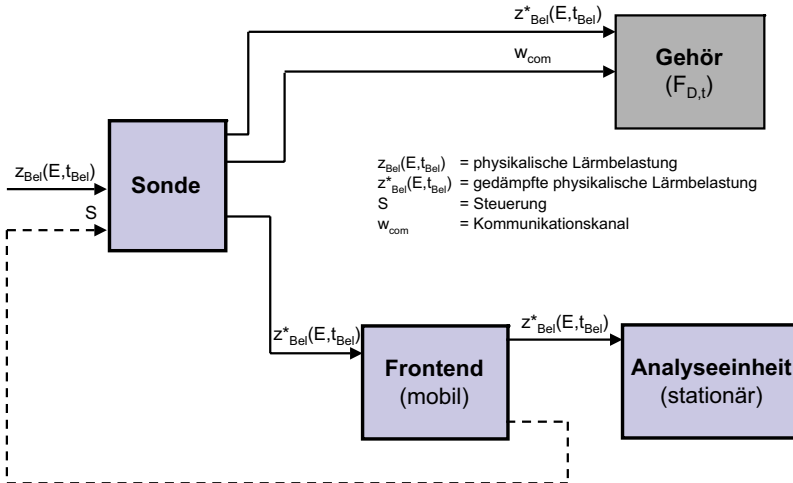 z*Bel(E,tBel)
Gehör
(FD,t)
wcom
zBel(E,tBel)
Sonde
S
zBel(E,tBel) = physikalische Lärmbelastung
z*Bel(E,tBel) = gedämpfte physikalische Lärmbelastung
S = Steuerung
wcom = Kommunikationskanal
z*Bel(E,tBel)
Frontend
(mobil)
z*Bel(E,tBel)
Analyseeinheit
(stationär)